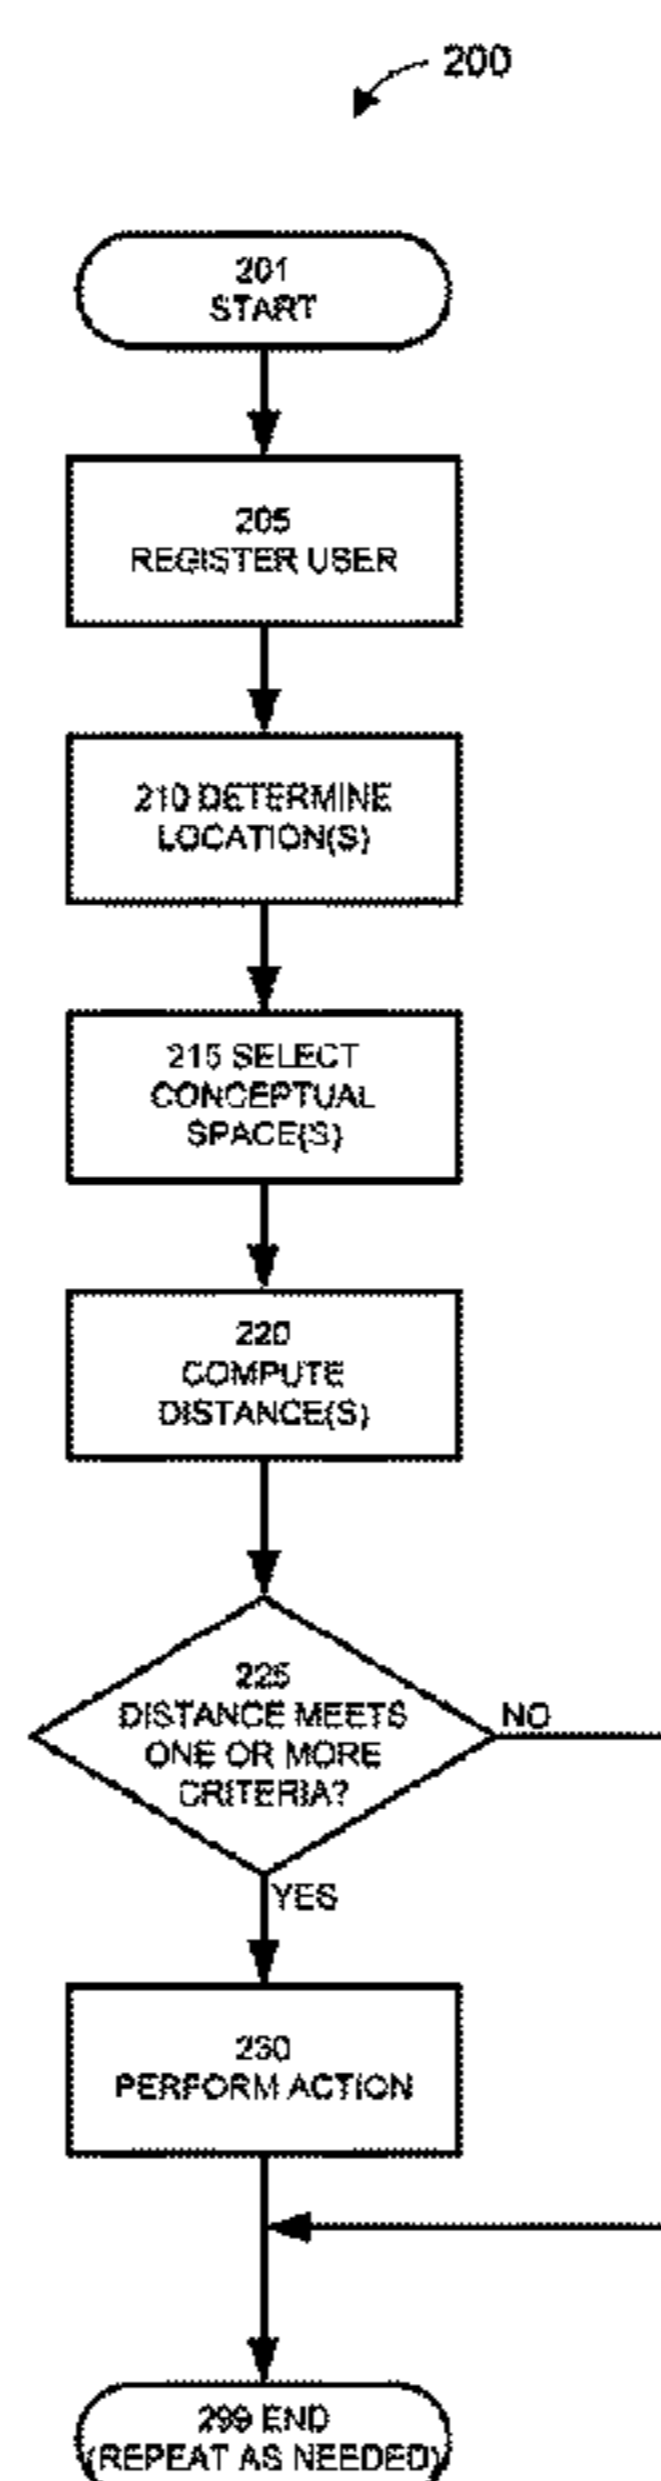 200
201
START
205
REGISTER USER
210 DETERMINE
LOCATION(S)
215 SELECT
CONCEPTUAL
SPACE(S)
220
COMPUTE
DISTANCE(S)
225
DISTANCE MEETS
ONE OR MORE
CRITERIA?
NO
YES
230
PERFORM ACTION
299 END
(REPEAT AS NEEDED)